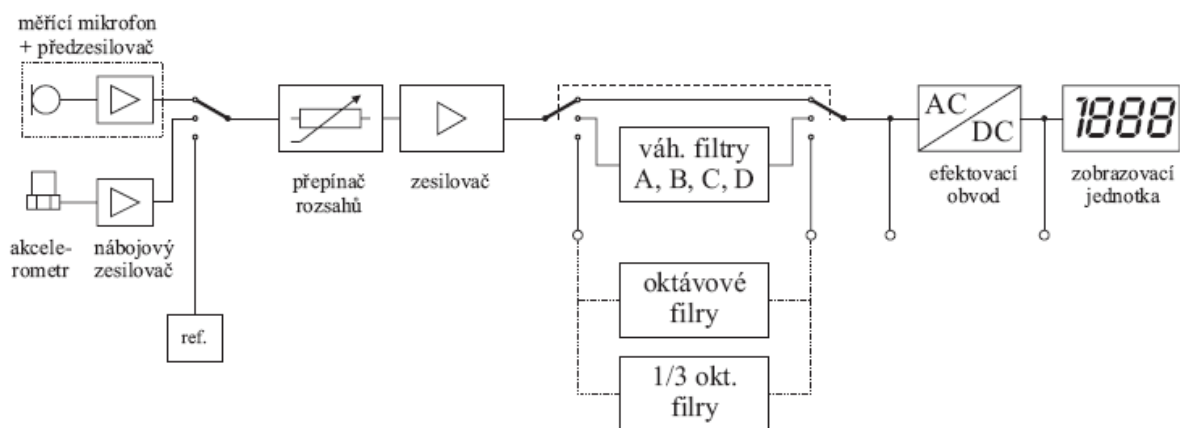 měřící mikrofon
+ předzesilovač
akcele-
rometr
nábojový
zesilovač
ref.
přepínač
rozsahů
zesilovač
váh. filtry
A, B, C, D
oktávové
filry
1/3 okt.
filry
AC
DC
efektovací
obvod
1888
zobrazovací
jednotka